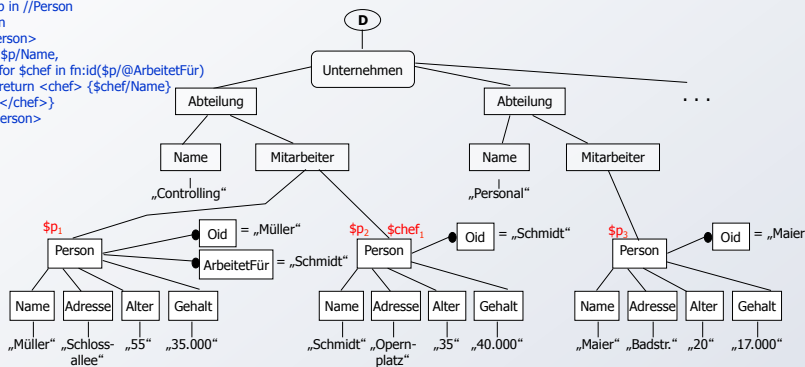 p in //Person
n
erson>
$p/Name,
for $chef in fn:id($p/@ArbeitetFür)
return <chef> {$chef/Name}
</chef>}
erson>
D
Unternehmen
Abteilung
Abteilung
. . .
Name
Mitarbeiter
Name
Mitarbeiter
„Controlling“
„Personal“
$p1
Oid = „Müller“
$p2 $chef1
Oid = „Schmidt“
$p3
Oid = „Maier
Person
ArbeitetFür = „Schmidt“
Person
Person
Name Adresse Alter Gehalt
Name Adresse Alter Gehalt
Name Adresse Alter Gehalt
„Müller“ „Schloss- „55“ „35.000“
allee“
„Schmidt“ „Opern- „35“ „40.000“
platz“
„Maier“ „Badstr.“ „20“ „17.000“